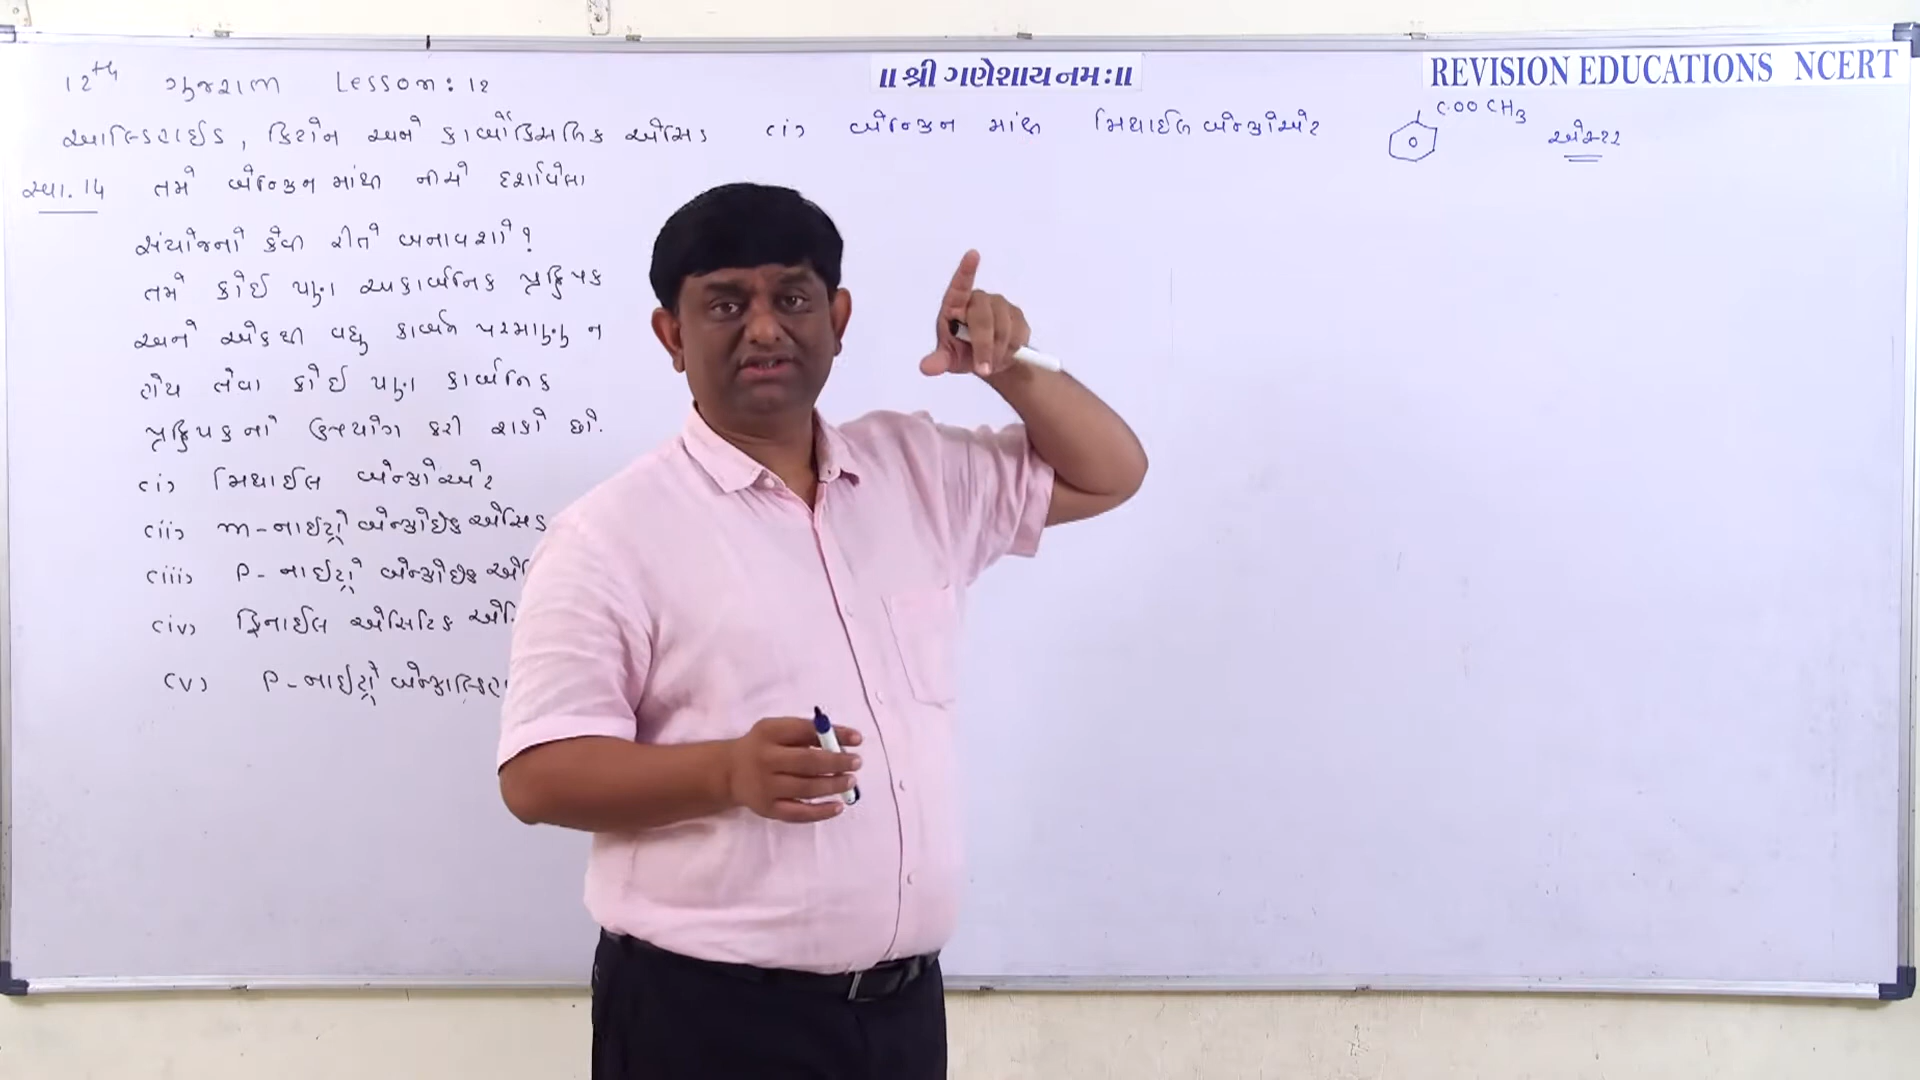 12th ગુજરાત Lesson: 12
॥ શ્રી ગણેશાય નમઃ॥
REVISION EDUCATIONS NCERT
આલ્ડિહાઈડ, કિટોન અને કાર્બોક્સિલિક એસિડ
સ્વા. 14 તમે બેન્ઝિન માંથી નીચે દર્શાવેલા
સંયોજનો કેવી રીતે બનાવશો?
તમે કોઈ પણ અકાર્બનિક પ્રક્રિયક
અને એકથી વધુ કાર્બન પરમાણુ ન
હોય તેવા કોઈ પણ કાર્બનિક
પ્રક્રિયકનો ઉપયોગ કરી શકો છો.
(i) મિથાઈલ બેન્ઝોએટ
(ii) m-નાઈટ્રો બેન્ઝોઈક એસિડ
(iii) P-નાઈટ્રો બેન્ઝોઈક
(iv) ફિનાઈલ એસિટિક
(v) P-નાઈટ્રો
(i) બેન્ઝિન માંથી મિથાઈલ બેન્ઝોએટ
COOCH3
એસ્ટર